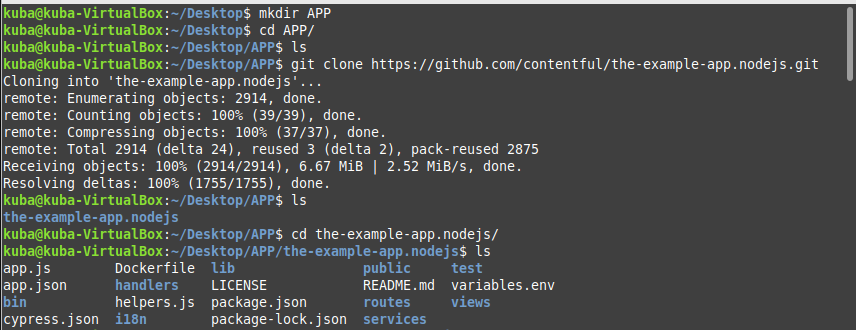 kuba@kuba-VirtualBox:~/Desktop$ mkdir APP
kuba@kuba-VirtualBox:~/Desktop$ cd APP/
kuba@kuba-VirtualBox:~/Desktop/APP$ ls
kuba@kuba-VirtualBox:~/Desktop/APP$ git clone https://github.com/contentful/the-example-app.nodejs.git
Cloning into 'the-example-app.nodejs'...
remote: Enumerating objects: 2914, done.
remote: Counting objects: 100% (39/39), done.
remote: Compressing objects: 100% (37/37), done.
remote: Total 2914 (delta 24), reused 3 (delta 2), pack-reused 2875
Receiving objects: 100% (2914/2914), 6.67 MiB | 2.52 MiB/s, done.
Resolving deltas: 100% (1755/1755), done.
kuba@kuba-VirtualBox:~/Desktop/APP$ ls
the-example-app.nodejs
kuba@kuba-VirtualBox:~/Desktop/APP$ cd the-example-app.nodejs/
kuba@kuba-VirtualBox:~/Desktop/APP/the-example-app.nodejs$ ls
app.js        Dockerfile  lib                public     test
app.json      handlers    LICENSE            README.md  variables.env
bin           helpers.js  package.json       routes     views
cypress.json  i18n        package-lock.json  services